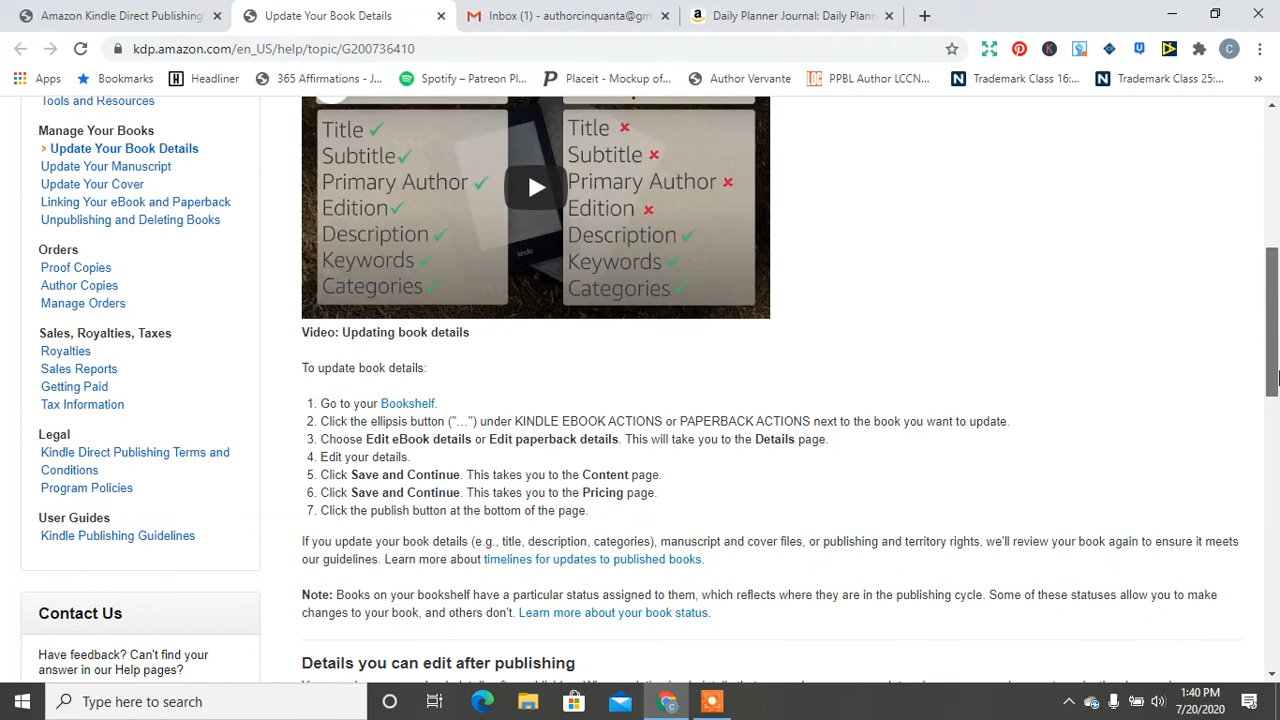 Amazon Kindle Direct Publishing
Update Your Book Details
Inbox (1) - authorcinquanta@gm
Daily Planner Journal: Daily Plann
kdp.amazon.com/en_US/help/topic/G200736410
Apps
Bookmarks
Headliner
365 Affirmations - J...
Spotify – Patreon Pl...
Placeit - Mockup of...
Author Vervante
PPBL Author LCCN...
Trademark Class 16:...
Trademark Class 25:...
»
Tools and Resources
Manage Your Books
› Update Your Book Details
Update Your Manuscript
Update Your Cover
Linking Your eBook and Paperback
Unpublishing and Deleting Books
Orders
Proof Copies
Author Copies
Manage Orders
Sales, Royalties, Taxes
Royalties
Sales Reports
Getting Paid
Tax Information
Legal
Kindle Direct Publishing Terms and
Conditions
Program Policies
User Guides
Kindle Publishing Guidelines
Contact Us
Have feedback? Can't find your
answer in our Help pages?
Title ✓
Subtitle ✓
Primary Author ✓
Edition ✓
Description ✓
Keywords ✓
Categories ✓
kindle
Title ✗
Subtitle ✗
Primary Author ✗
Edition ✗
Description ✓
Keywords ✓
Categories ✓
Video: Updating book details
To update book details:
1. Go to your Bookshelf.
2. Click the ellipsis button ("…") under KINDLE EBOOK ACTIONS or PAPERBACK ACTIONS next to the book you want to update.
3. Choose Edit eBook details or Edit paperback details. This will take you to the Details page.
4. Edit your details.
5. Click Save and Continue. This takes you to the Content page.
6. Click Save and Continue. This takes you to the Pricing page.
7. Click the publish button at the bottom of the page.
If you update your book details (e.g., title, description, categories), manuscript and cover files, or publishing and territory rights, we'll review your book again to ensure it meets
our guidelines. Learn more about timelines for updates to published books.
Note: Books on your bookshelf have a particular status assigned to them, which reflects where they are in the publishing cycle. Some of these statuses allow you to make
changes to your book, and others don't. Learn more about your book status.
Details you can edit after publishing
Type here to search
1:40 PM
7/20/2020